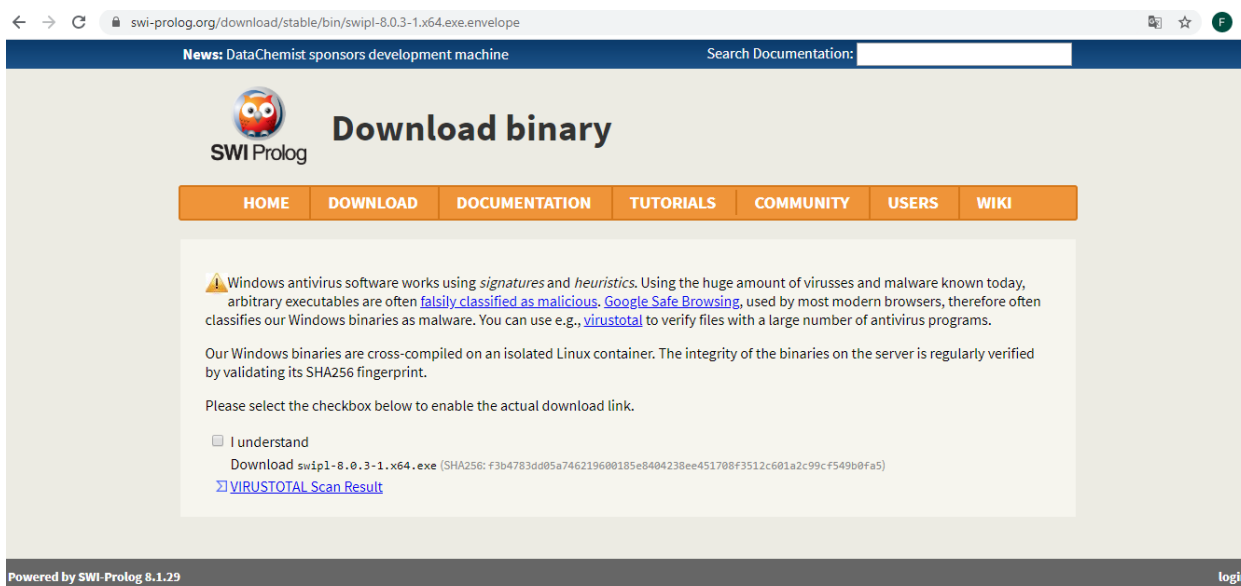 swi-prolog.org/download/stable/bin/swipl-8.0.3-1.x64.exe.envelope
F
News: DataChemist sponsors development machine
Search Documentation:
SWI Prolog
Download binary
HOME
DOWNLOAD
DOCUMENTATION
TUTORIALS
COMMUNITY
USERS
WIKI
Windows antivirus software works using signatures and heuristics. Using the huge amount of virusses and malware known today,
arbitrary executables are often falsily classified as malicious. Google Safe Browsing, used by most modern browsers, therefore often
classifies our Windows binaries as malware. You can use e.g., virustotal to verify files with a large number of antivirus programs.
Our Windows binaries are cross-compiled on an isolated Linux container. The integrity of the binaries on the server is regularly verified
by validating its SHA256 fingerprint.
Please select the checkbox below to enable the actual download link.
I understand
Download swipl-8.0.3-1.x64.exe (SHA256: f3b4783dd05a746219600185e8404238ee451708f3512c601a2c99cf549b0fa5)
Σ VIRUSTOTAL Scan Result
Powered by SWI-Prolog 8.1.29
logi